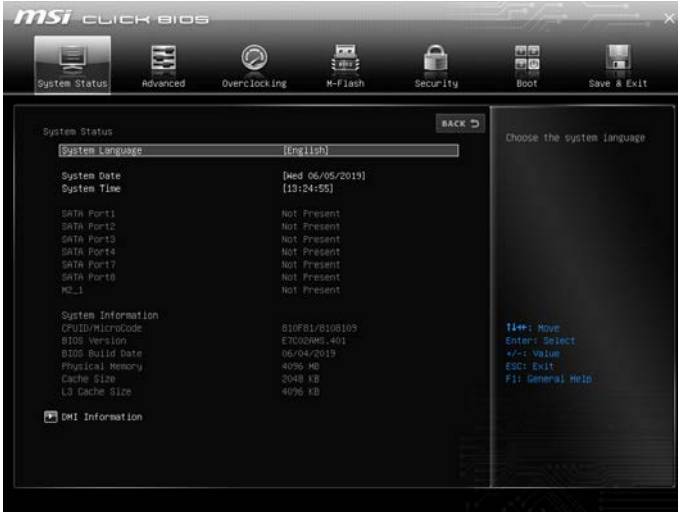 msi CLICK BIOS
System Status Advanced Overclocking M-Flash Security Boot Save & Exit
System Status
BACK
System Language [English]
System Date [Wed 06/05/2019]
System Time [13:24:55]
SATA Port1 Not Present
SATA Port2 Not Present
SATA Port3 Not Present
SATA Port4 Not Present
SATA Port7 Not Present
SATA Port8 Not Present
M2_1 Not Present
System Information
CPUID/MicroCode 810F81/8108109
BIOS Version E7C02AMS.401
BIOS Build Date 06/04/2019
Physical Memory 4096 MB
Cache Size 2048 KB
L3 Cache Size 4096 KB
DMI Information
Choose the system language
↑↓→←: Move
Enter: Select
+/-: Value
ESC: Exit
F1: General Help